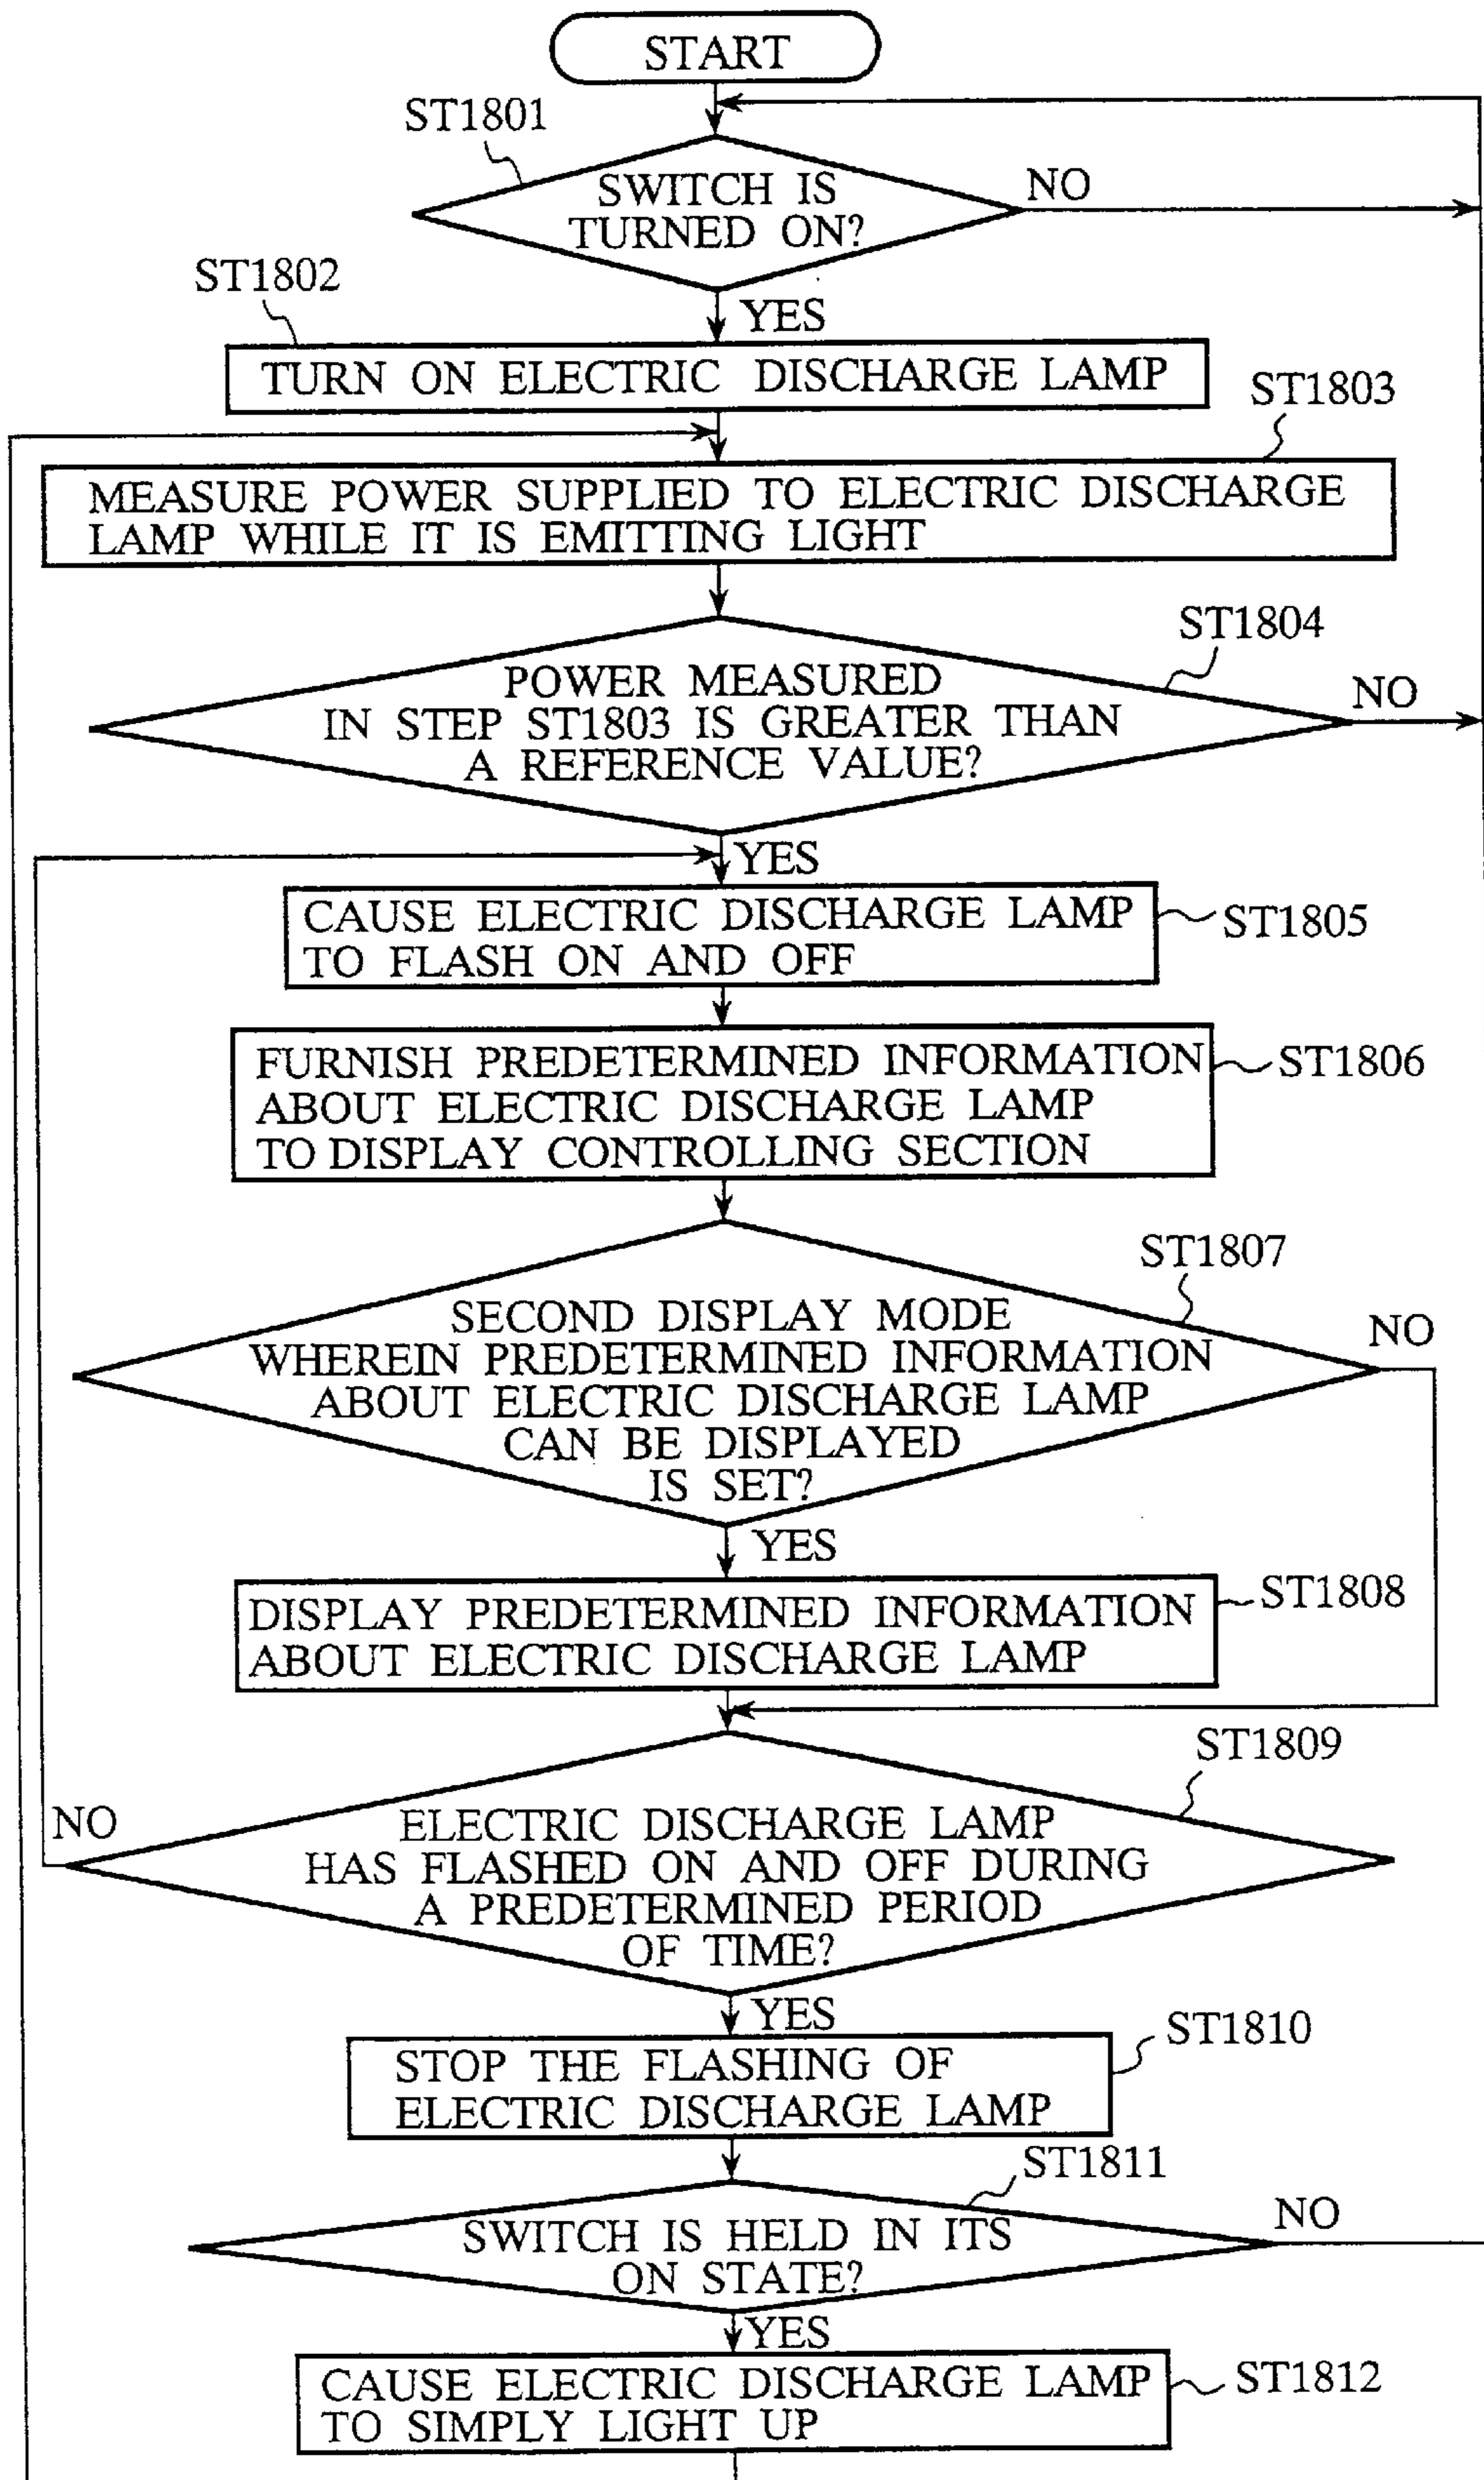 START
ST1801
SWITCH IS
TURNED ON?
NO
ST1802
YES
TURN ON ELECTRIC DISCHARGE LAMP
ST1803
MEASURE POWER SUPPLIED TO ELECTRIC DISCHARGE
LAMP WHILE IT IS EMITTING LIGHT
ST1804
POWER MEASURED
IN STEP ST1803 IS GREATER THAN
A REFERENCE VALUE?
NO
YES
CAUSE ELECTRIC DISCHARGE LAMP
TO FLASH ON AND OFF
ST1805
FURNISH PREDETERMINED INFORMATION
ABOUT ELECTRIC DISCHARGE LAMP
TO DISPLAY CONTROLLING SECTION
ST1806
ST1807
SECOND DISPLAY MODE
WHEREIN PREDETERMINED INFORMATION
ABOUT ELECTRIC DISCHARGE LAMP
CAN BE DISPLAYED
IS SET?
NO
YES
DISPLAY PREDETERMINED INFORMATION
ABOUT ELECTRIC DISCHARGE LAMP
ST1808
ST1809
NO
ELECTRIC DISCHARGE LAMP
HAS FLASHED ON AND OFF DURING
A PREDETERMINED PERIOD
OF TIME?
YES
ST1810
STOP THE FLASHING OF
ELECTRIC DISCHARGE LAMP
ST1811
SWITCH IS HELD IN ITS
ON STATE?
NO
YES
CAUSE ELECTRIC DISCHARGE LAMP
TO SIMPLY LIGHT UP
ST1812